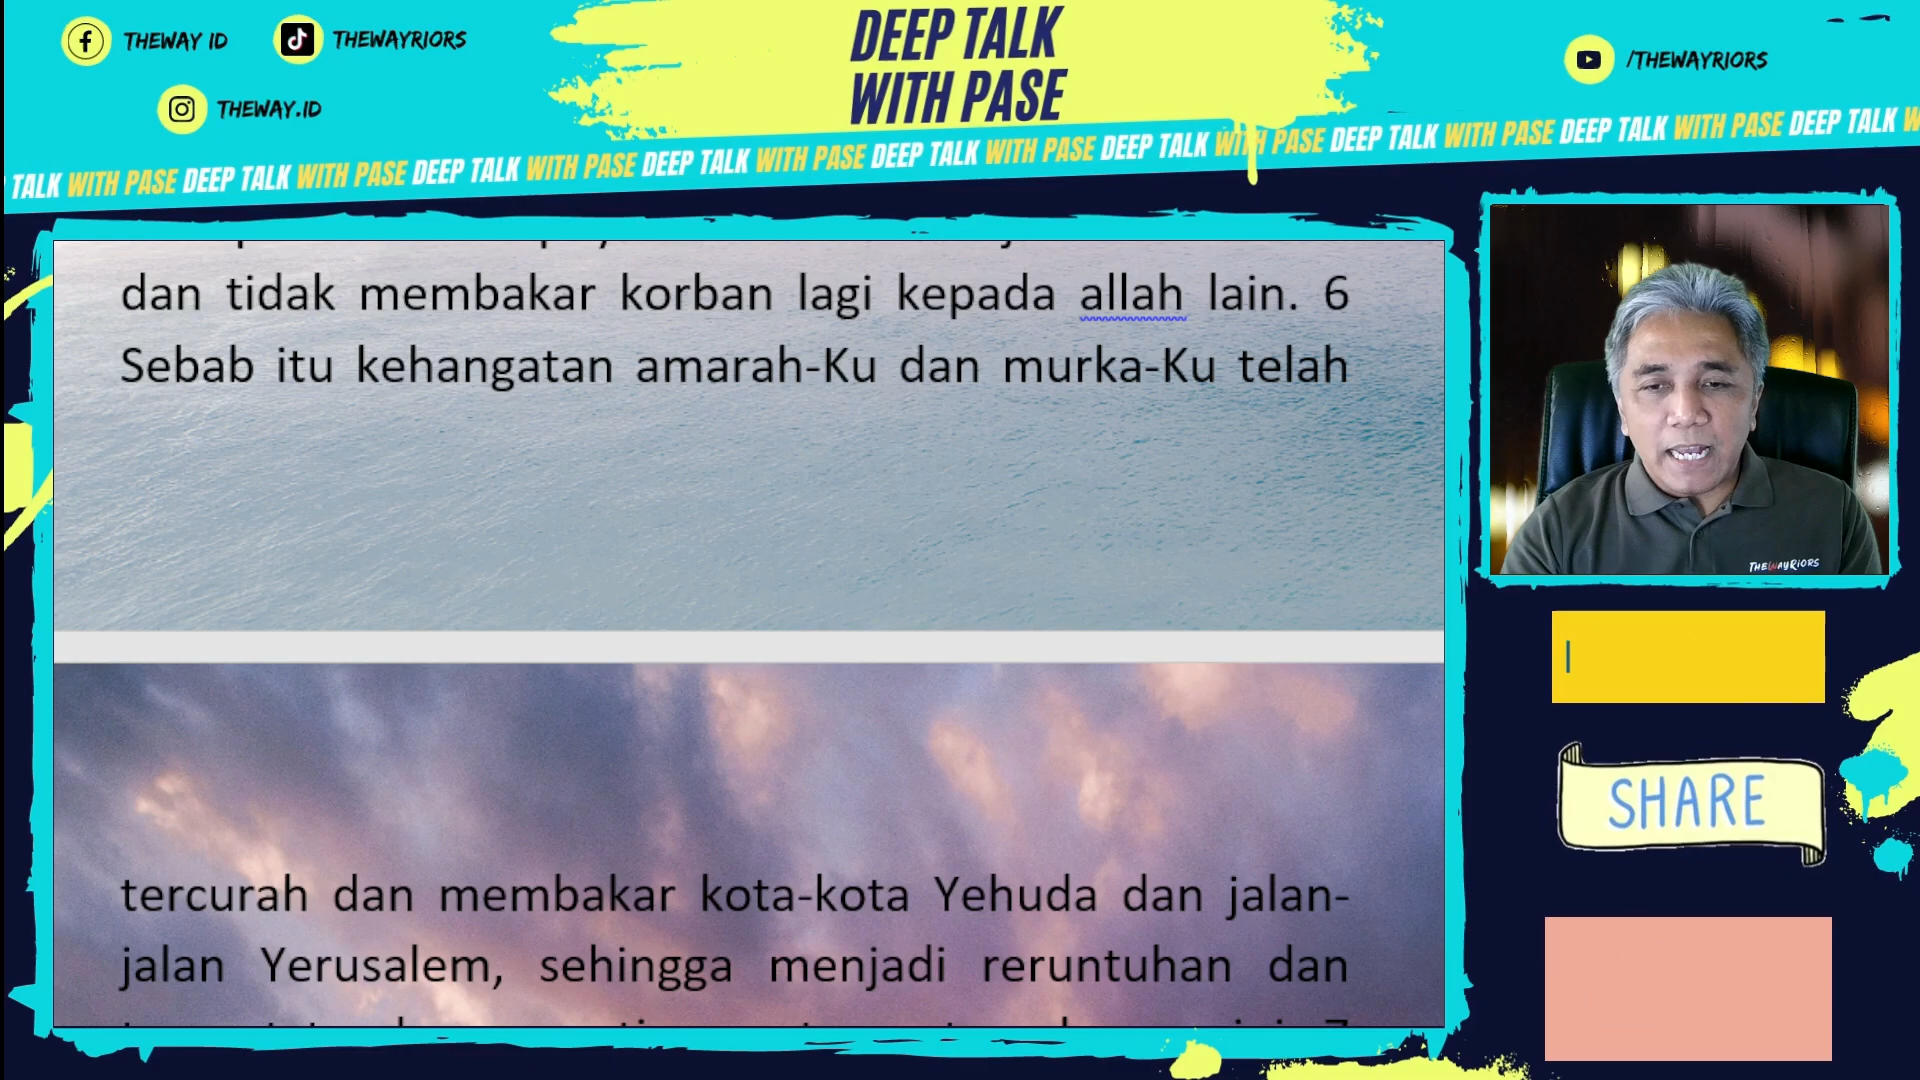 THEWAY ID
THEWAYRIORS
THEWAY.ID
DEEP TALK
WITH PASE
/THEWAYRIORS
TALK WITH PASE DEEP TALK WITH PASE DEEP TALK WITH PASE DEEP TALK WITH PASE DEEP TALK WITH PASE DEEP TALK WITH PASE DEEP TALK WITH PASE DEEP TALK WITH PASE DEEP TALK
dan tidak membakar korban lagi kepada allah lain. 6
Sebab itu kehangatan amarah-Ku dan murka-Ku telah
tercurah dan membakar kota-kota Yehuda dan jalan-
jalan Yerusalem, sehingga menjadi reruntuhan dan
THEWAYRIORS
SHARE